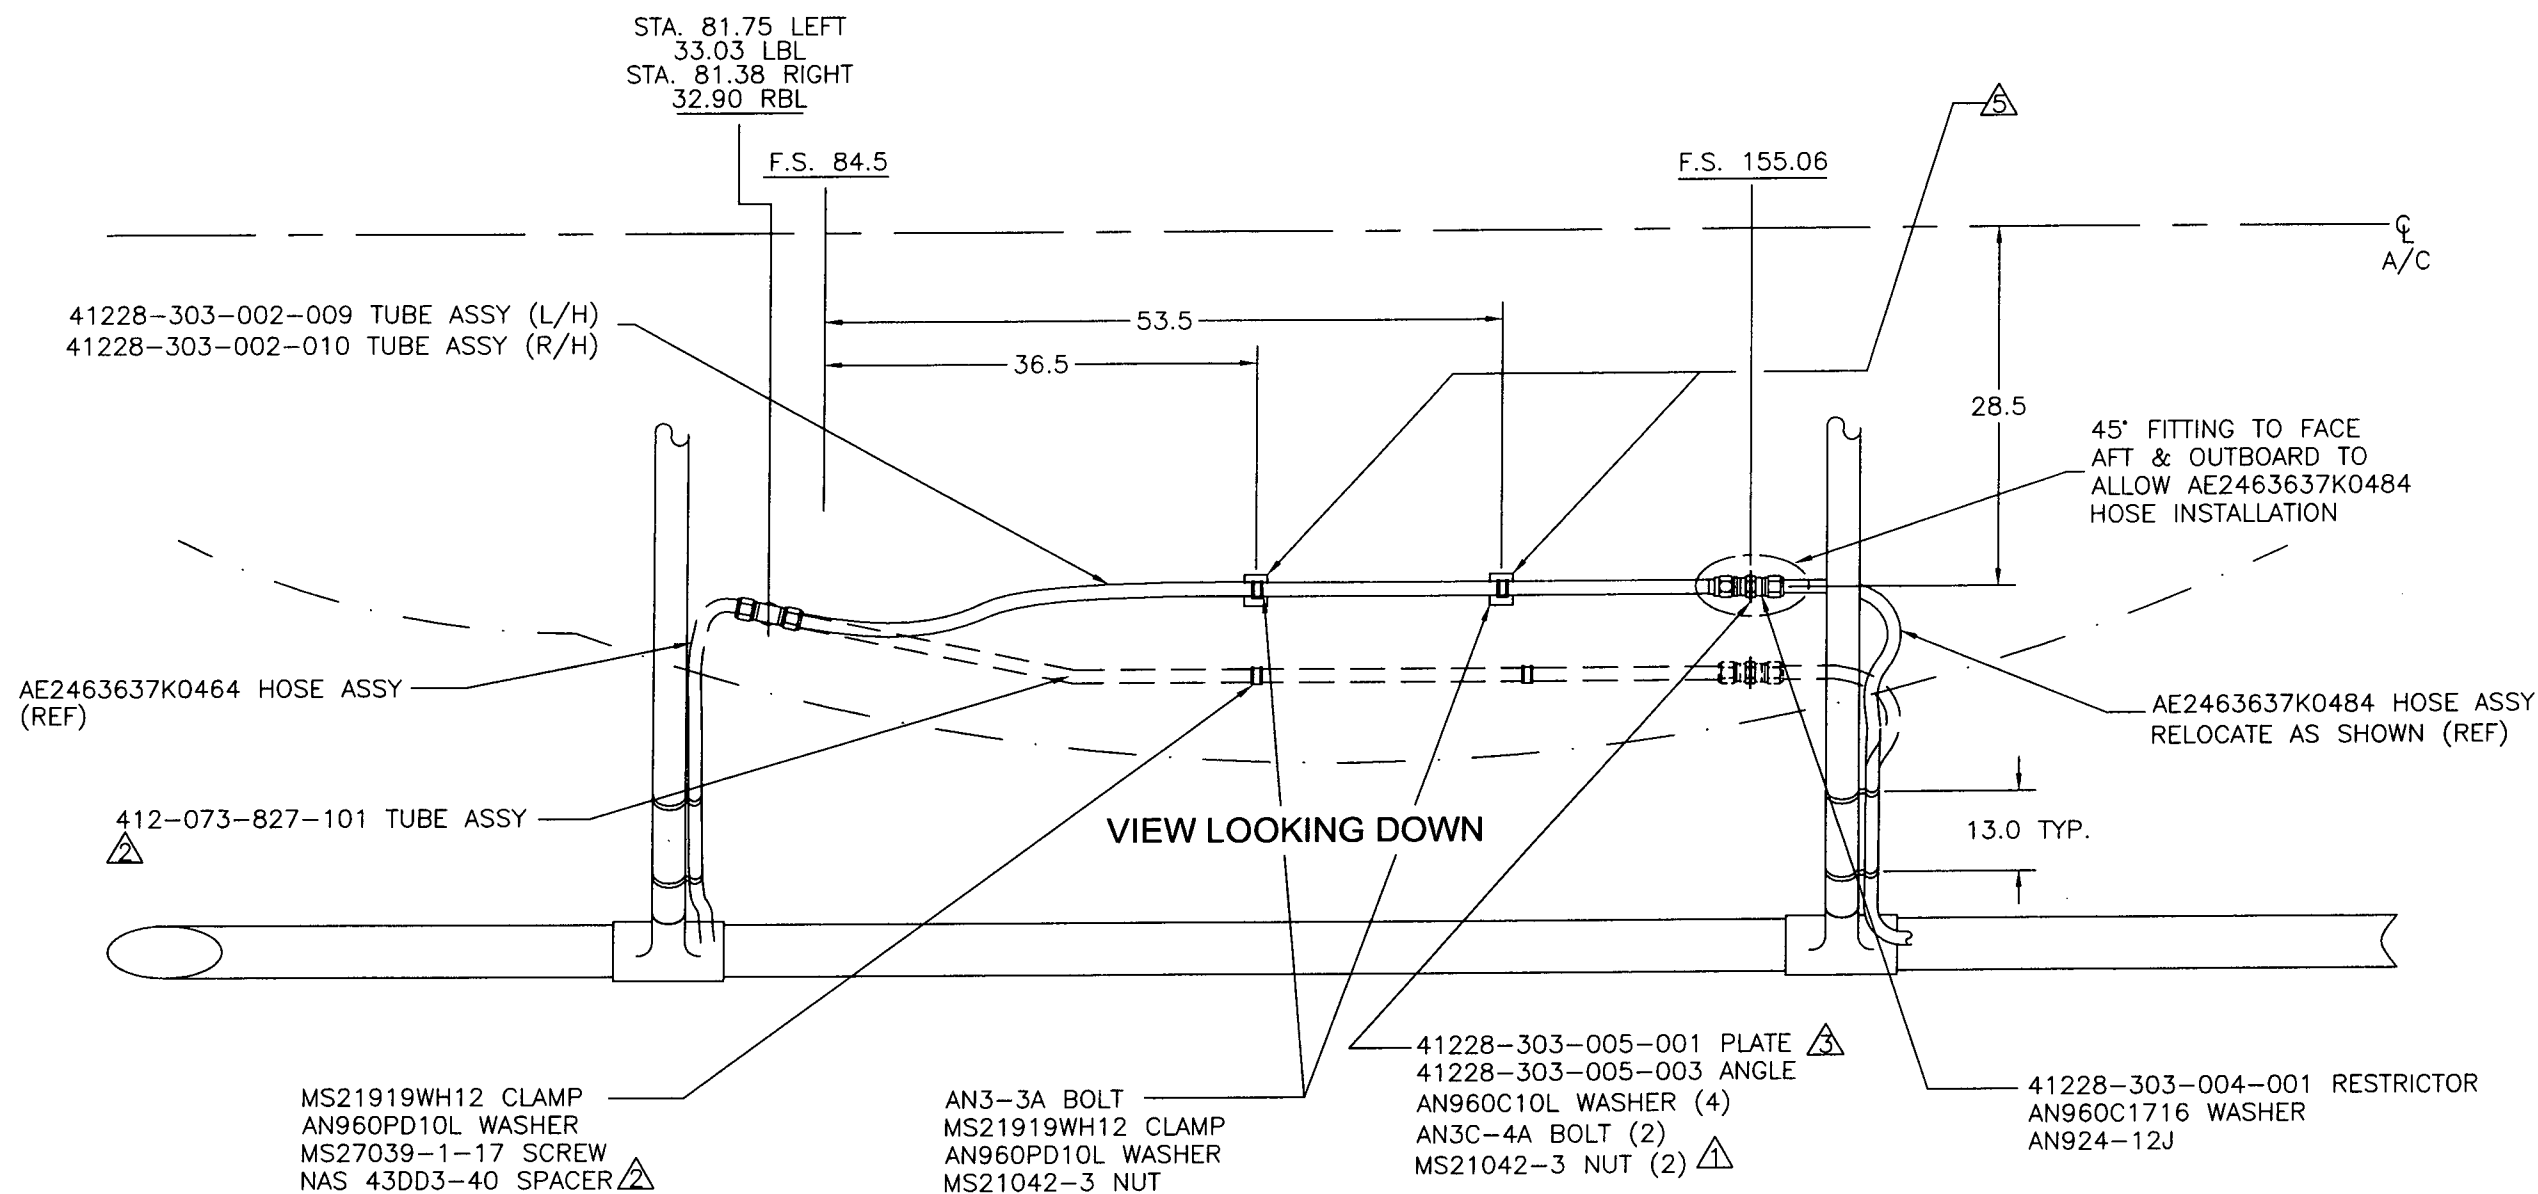 STA. 81.75 LEFT
33.03 LBL
STA. 81.38 RIGHT
32.90 RBL
5
F.S. 84.5
F.S. 155.06
℄
A/C
41228-303-002-009 TUBE ASSY (L/H)
41228-303-002-010 TUBE ASSY (R/H)
53.5
36.5
28.5
45° FITTING TO FACE
AFT & OUTBOARD TO
ALLOW AE2463637K0484
HOSE INSTALLATION
AE2463637K0464 HOSE ASSY
(REF)
AE2463637K0484 HOSE ASSY
RELOCATE AS SHOWN (REF)
412-073-827-101 TUBE ASSY
2
VIEW LOOKING DOWN
13.0 TYP.
MS21919WH12 CLAMP
AN960PD10L WASHER
MS27039-1-17 SCREW
NAS 43DD3-40 SPACER 2
AN3-3A BOLT
MS21919WH12 CLAMP
AN960PD10L WASHER
MS21042-3 NUT
41228-303-005-001 PLATE 3
41228-303-005-003 ANGLE
AN960C10L WASHER (4)
AN3C-4A BOLT (2)
MS21042-3 NUT (2) 1
41228-303-004-001 RESTRICTOR
AN960C1716 WASHER
AN924-12J